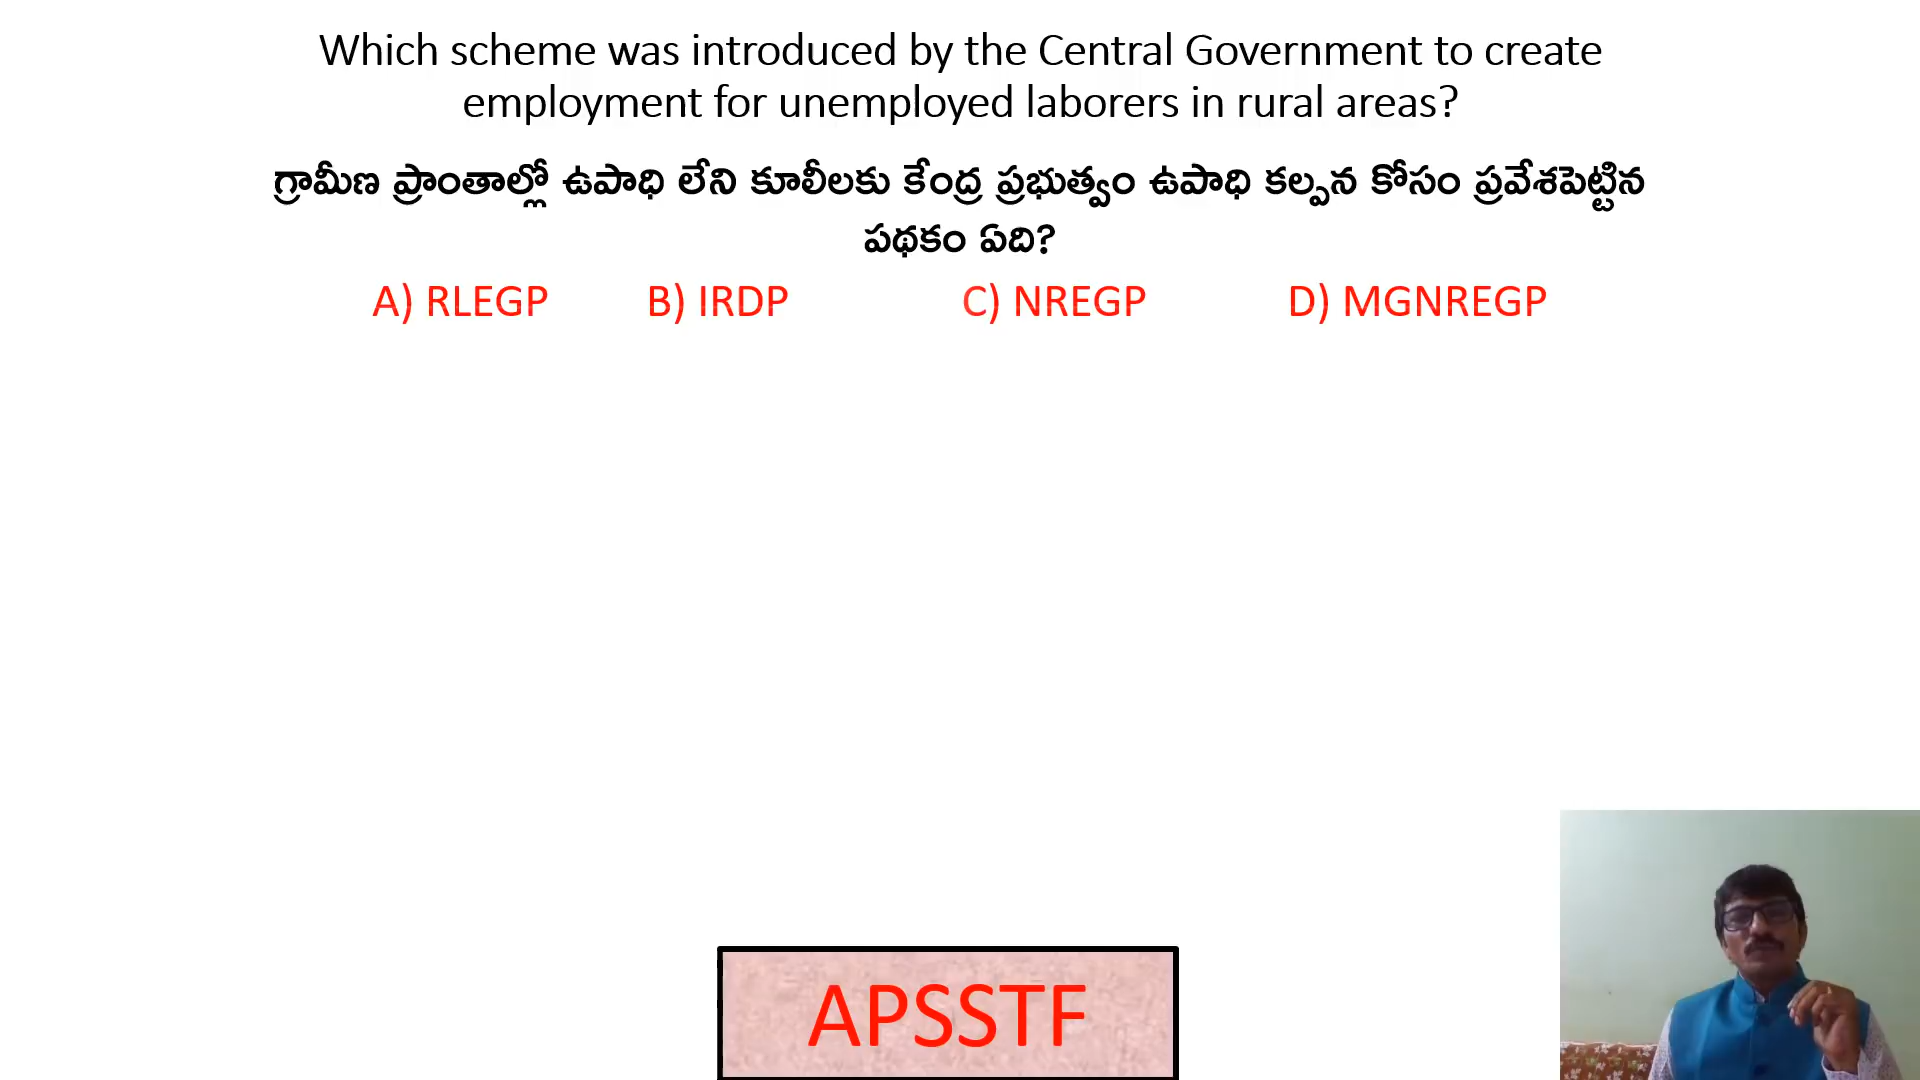 Which scheme was introduced by the Central Government to create
employment for unemployed laborers in rural areas?
గ్రామీణ ప్రాంతాల్లో ఉపాధి లేని కూలీలకు కేంద్ర ప్రభుత్వం ఉపాధి కల్పన కోసం ప్రవేశపెట్టిన
పథకం ఏది?
A) RLEGP B) IRDP C) NREGP D) MGNREGP
APSSTF